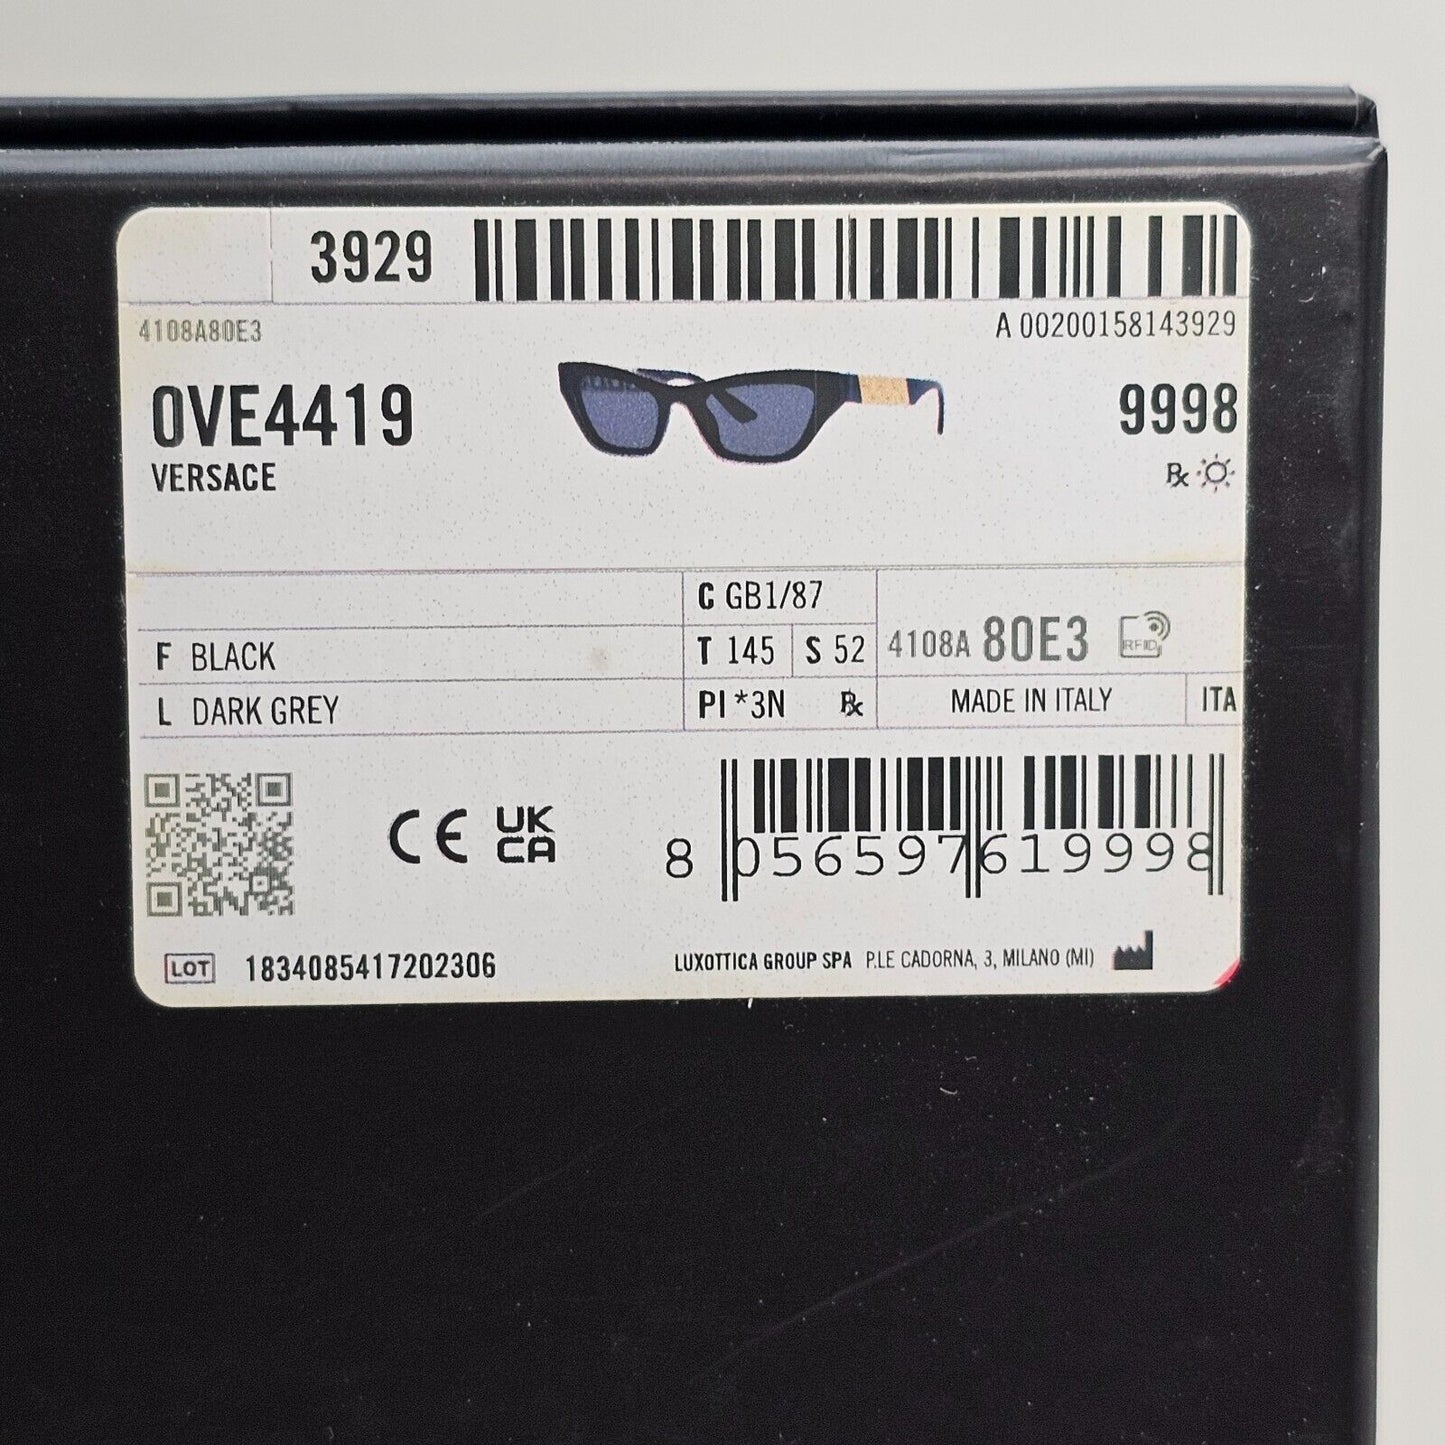 3929
4108A80E3
A 00200158143929
0VE4419
9998
VERSACE
Rx
C GB1/87
F BLACK
T 145 S 52
4108A 80E3 RFID
L DARK GREY
PI *3N Rx
MADE IN ITALY ITA
CE UK CA
8 056597 619998
LOT 1834085417202306
LUXOTTICA GROUP SPA P.LE CADORNA, 3, MILANO (MI)